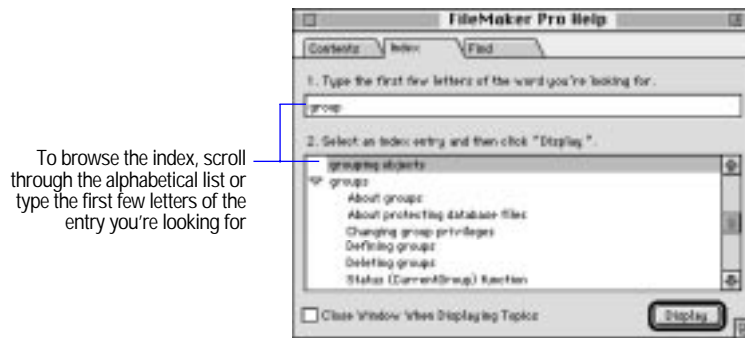 FileMaker Pro Help
Contents
Index
Find
1. Type the first few letters of the word you're looking for.
group
2. Select an index entry and then click "Display".
grouping objects
groups
About groups
About protecting database files
Changing group privileges
Defining groups
Deleting groups
Status (CurrentGroup) function
Close Window When Displaying Topics
Display
To browse the index, scroll
through the alphabetical list or
type the first few letters of the
entry you're looking for